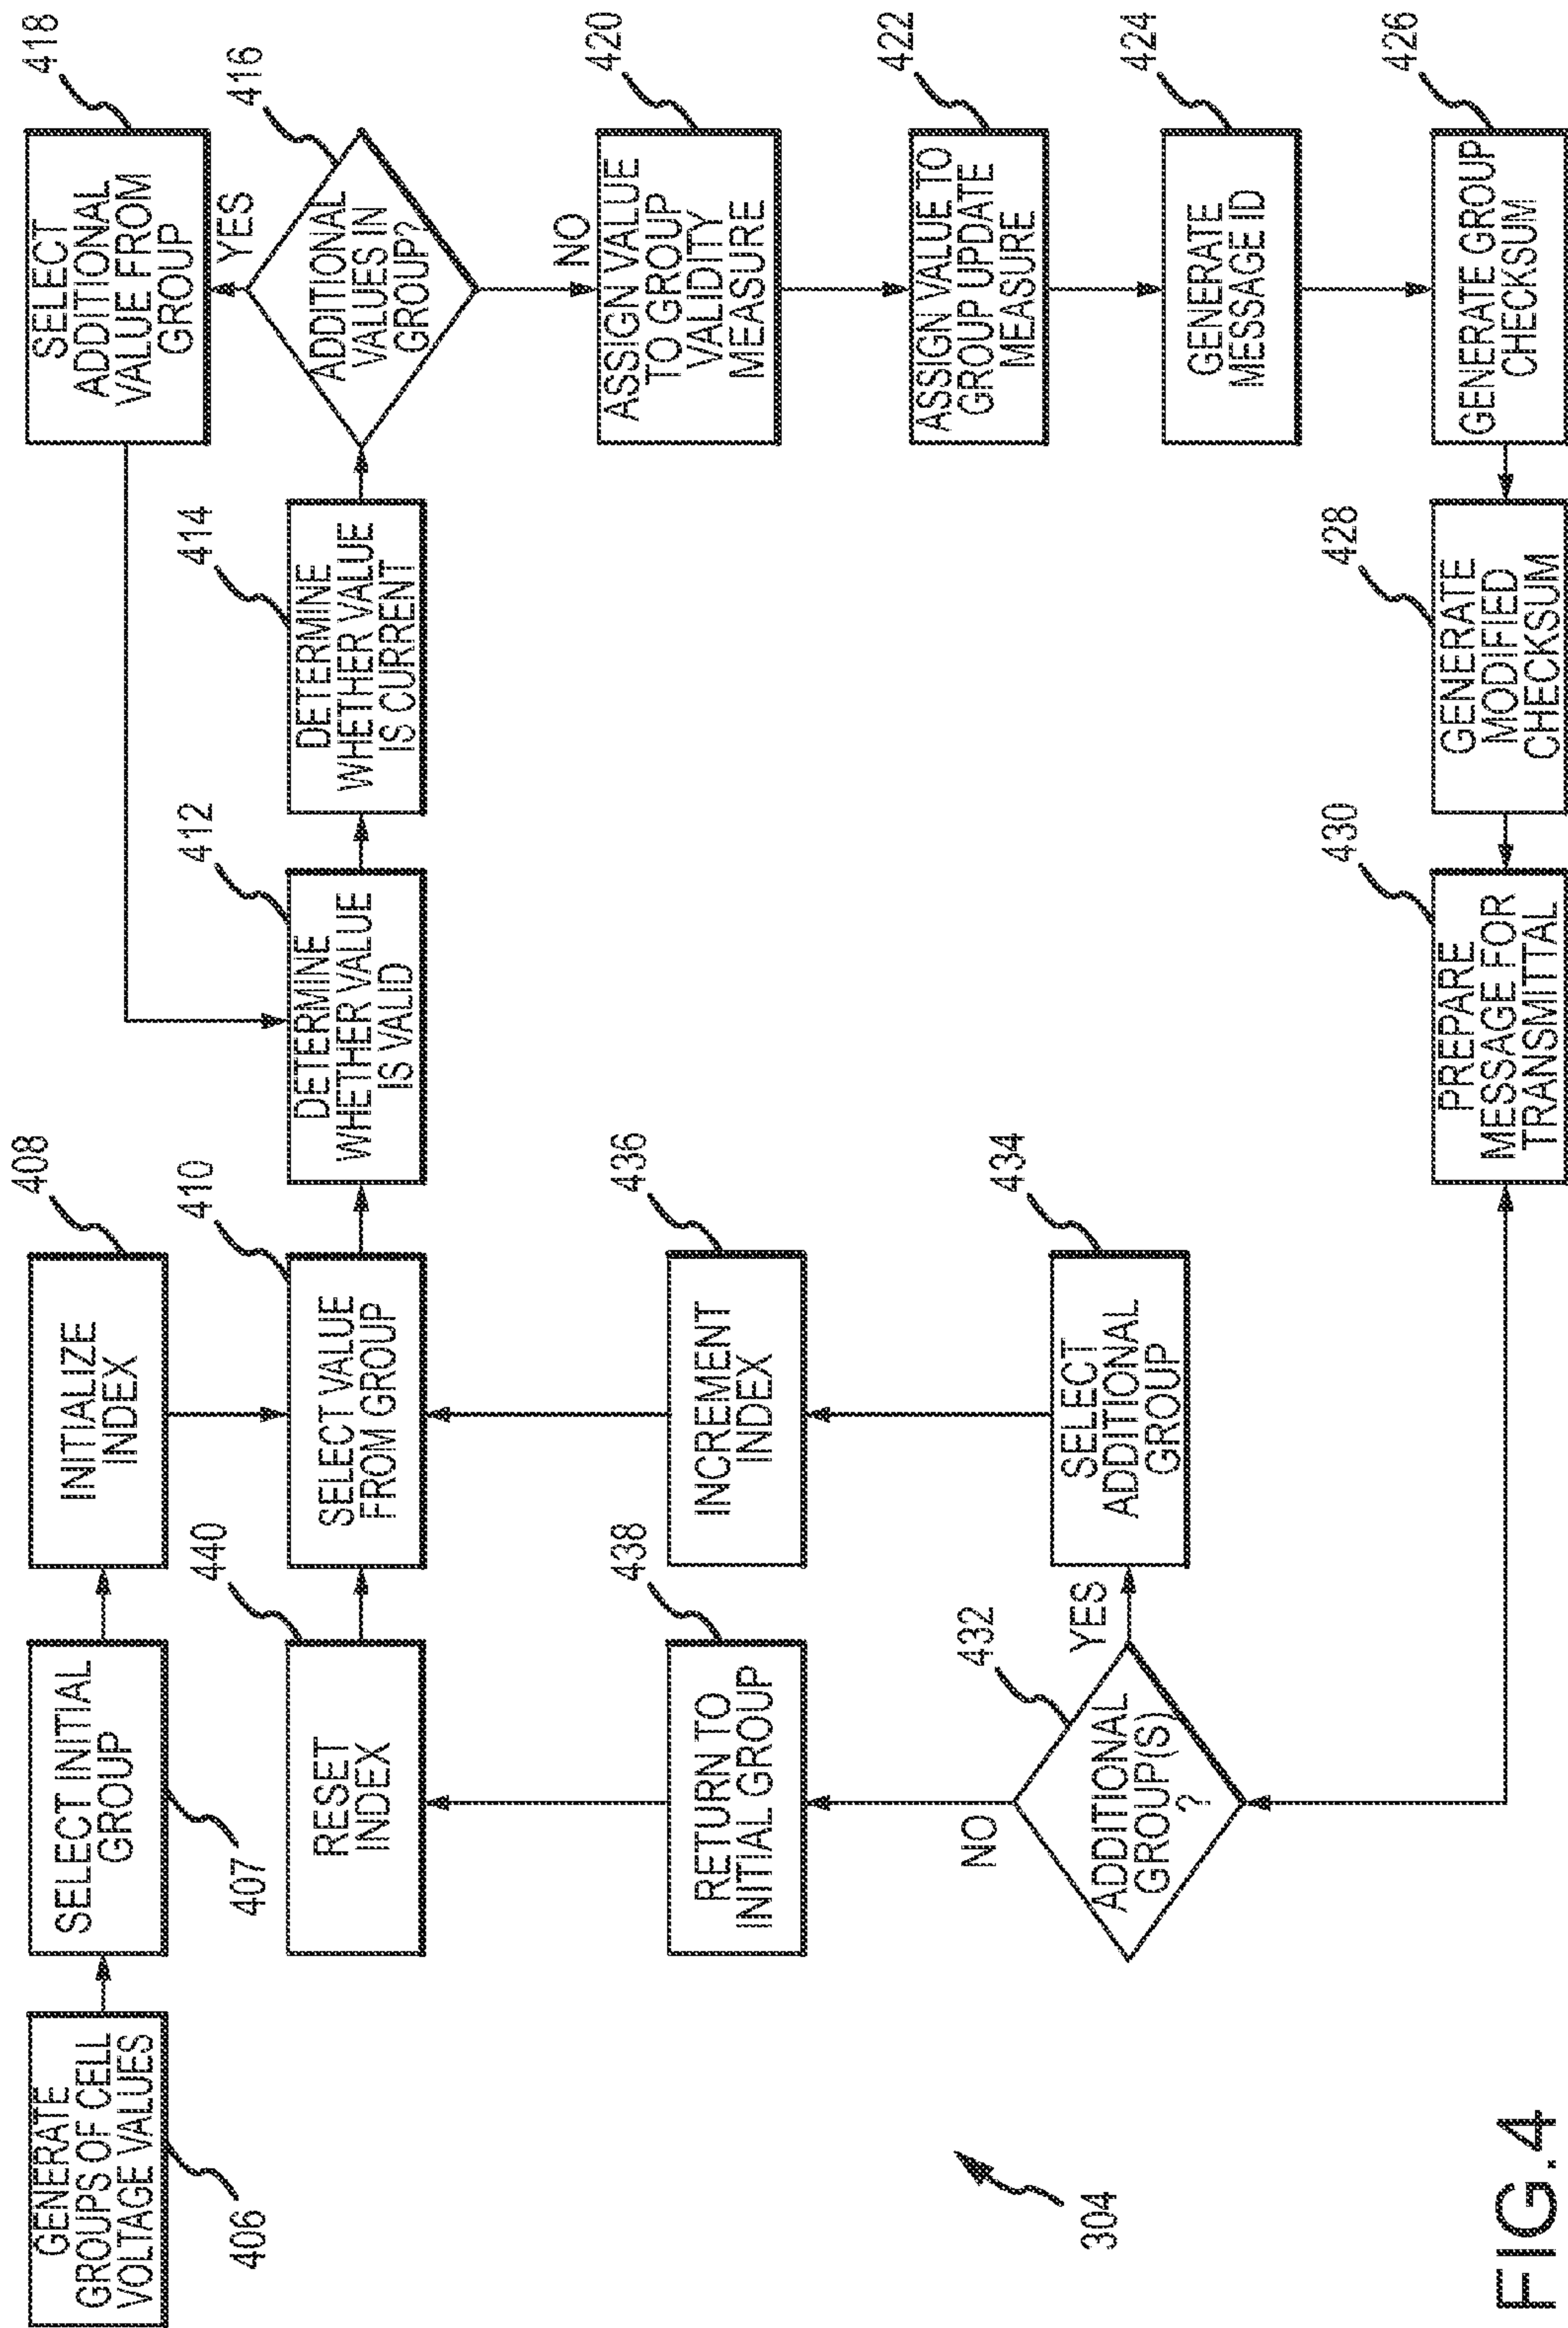 GENERATE
GROUPS OF CELL
VOLTAGE VALUES
406
SELECT INITIAL
GROUP
407
INITIALIZE
INDEX
408
RESET
INDEX
440
SELECT VALUE
FROM GROUP
410
DETERMINE
WHETHER VALUE
IS VALID
412
DETERMINE
WHETHER VALUE
IS CURRENT
414
ADDITIONAL
VALUES IN
GROUP?
416
YES
SELECT
ADDITIONAL
VALUE FROM
GROUP
418
NO
ASSIGN VALUE
TO GROUP
VALIDITY
MEASURE
420
ASSIGN VALUE TO
GROUP UPDATE
MEASURE
422
GENERATE
MESSAGE ID
424
GENERATE GROUP
CHECKSUM
426
GENERATE
MODIFIED
CHECKSUM
428
PREPARE
MESSAGE FOR
TRANSMITTAL
430
ADDITIONAL
GROUP(S)
?
432
YES
SELECT
ADDITIONAL
GROUP
434
INCREMENT
INDEX
436
NO
RETURN TO
INITIAL GROUP
438
304
FIG.4